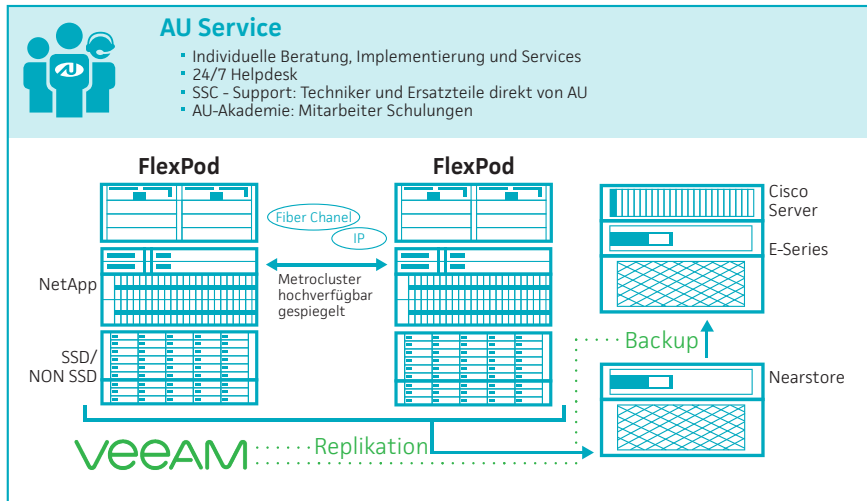 AU Service
▪ Individuelle Beratung, Implementierung und Services
▪ 24/7 Helpdesk
▪ SSC - Support: Techniker und Ersatzteile direkt von AU
▪ AU-Akademie: Mitarbeiter Schulungen
FlexPod
FlexPod
Fiber Chanel
IP
Cisco
Server
E-Series
NetApp
Metrocluster
hochverfügbar
gespiegelt
SSD/
NON SSD
Backup
Nearstore
veeAM
Replikation